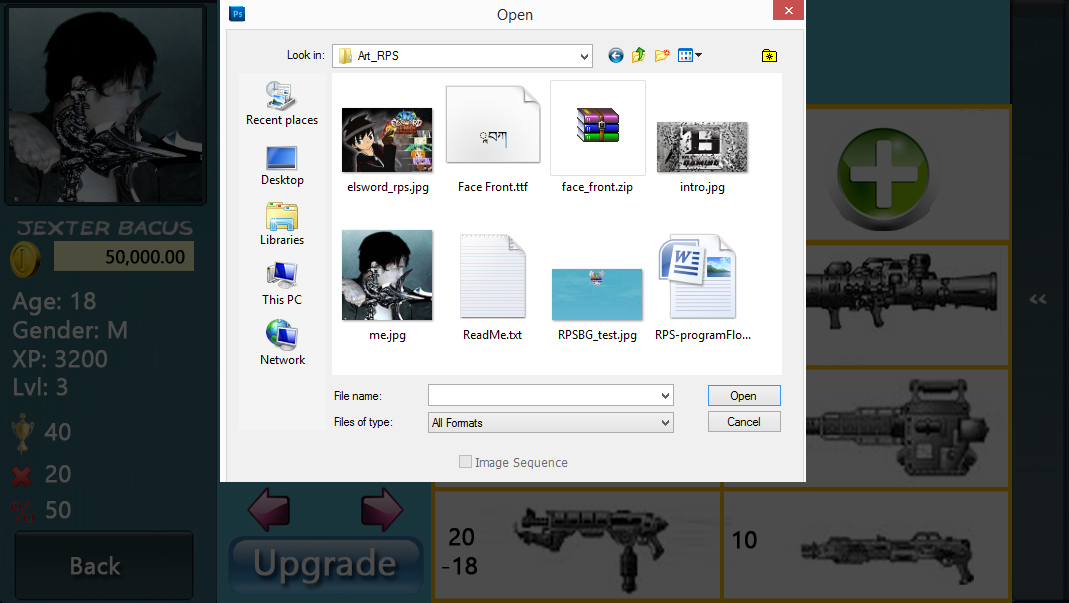 Ps
Open
Look in:
Art_RPS
Recent places
Desktop
Libraries
This PC
Network
elsword_rps.jpg
Face Front.ttf
face_front.zip
intro.jpg
me.jpg
ReadMe.txt
RPSBG_test.jpg
RPS-programFlo...
File name:
Open
Files of type:
All Formats
Cancel
Image Sequence
JEXTER BACUS
50,000.00
Age: 18
Gender: M
XP: 3200
Lvl: 3
40
20
50
Back
Upgrade
20
-18
10
«